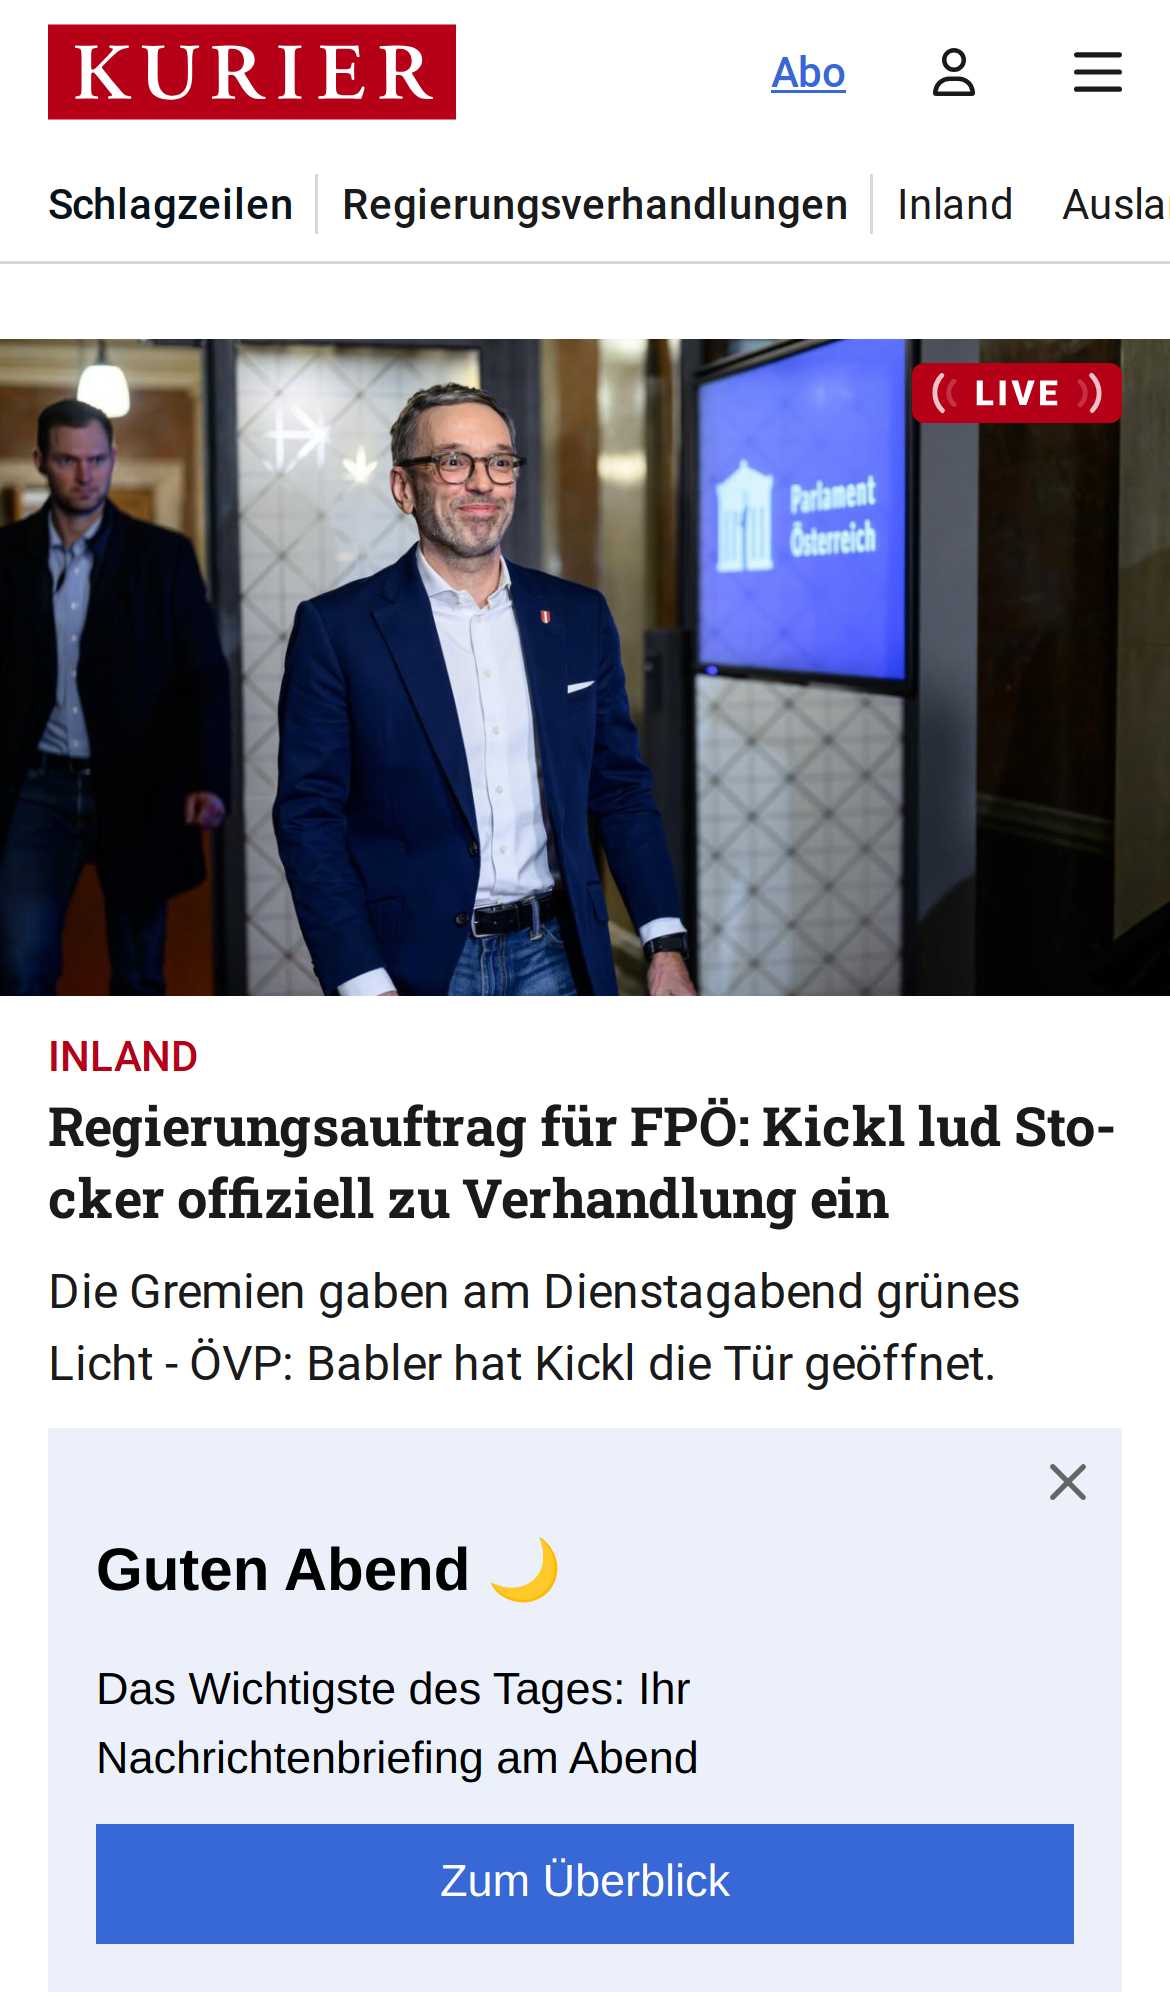 KURIER
Abo
Schlagzeilen
Regierungsverhandlungen
Inland
Ausla
LIVE
Parlament
Österreich
INLAND
Regierungsauftrag für FPÖ: Kickl lud Sto-
cker offiziell zu Verhandlung ein
Die Gremien gaben am Dienstagabend grünes
Licht - ÖVP: Babler hat Kickl die Tür geöffnet.
Guten Abend 🌙
Das Wichtigste des Tages: Ihr
Nachrichtenbriefing am Abend
Zum Überblick